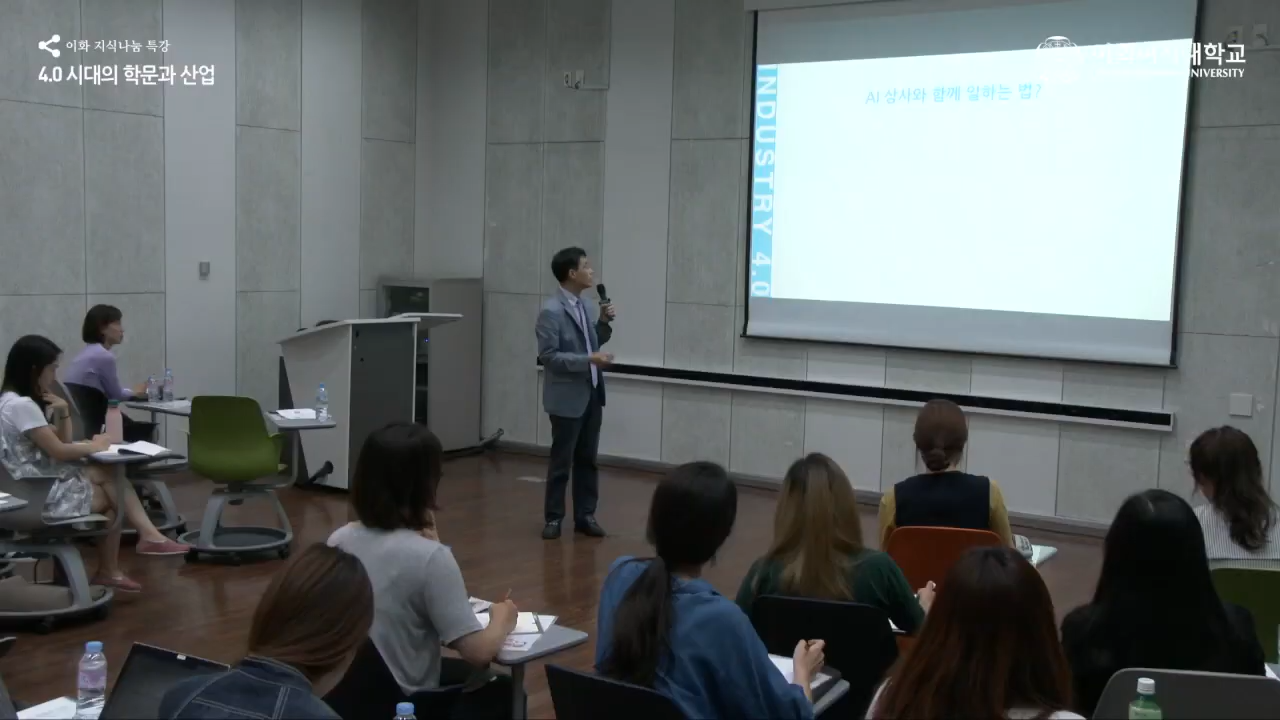 이화 지식나눔 특강
4.0 시대의 학문과 산업
대학교
UNIVERSITY
AI 상사와 함께 일하는 법?
INDUSTRY 4.0